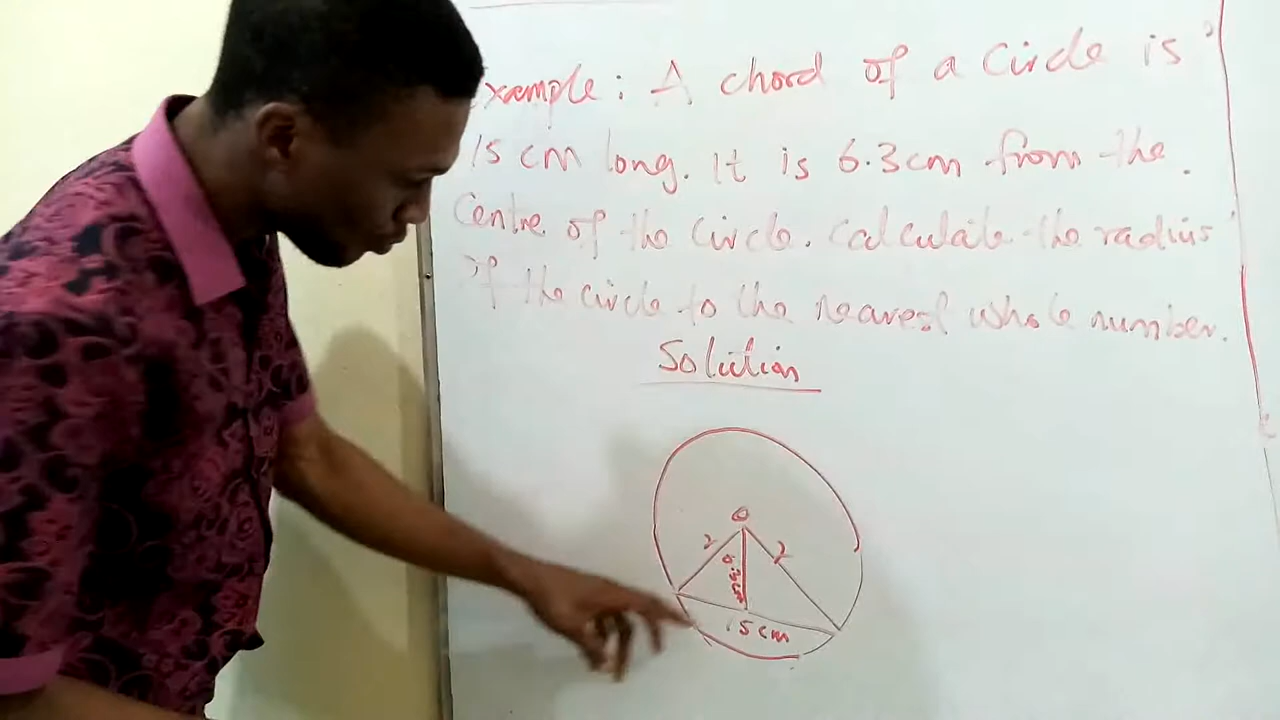 xample: A chord of a Circle is
15 cm long. It is 6.3cm from the
Centre of the Circle. Calculate the radius
of the circle to the nearest whole number.
Solution
O
r r
6.3cm
15cm